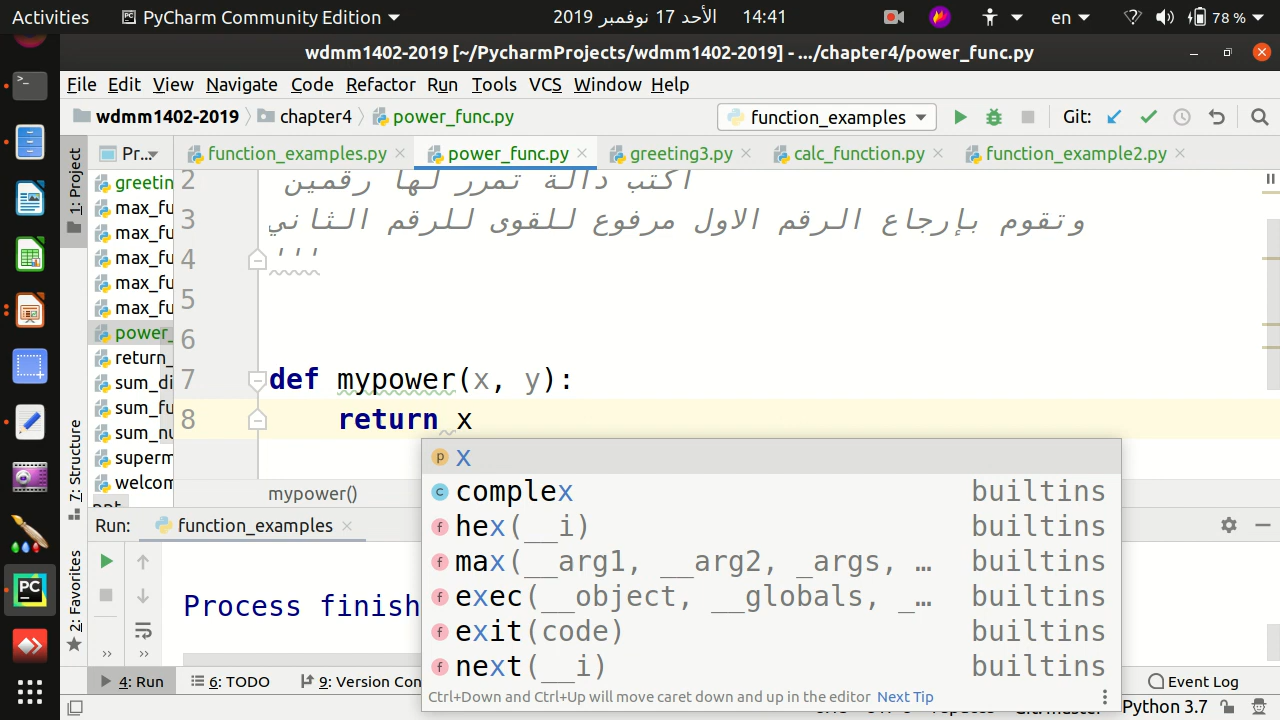 Activities PyCharm Community Edition الأحد 17 نوفمبر 2019 14:41 en 78 %
wdmm1402-2019 [~/PycharmProjects/wdmm1402-2019] - .../chapter4/power_func.py
File Edit View Navigate Code Refactor Run Tools VCS Window Help
wdmm1402-2019 chapter4 power_func.py function_examples Git:
1: Project Pr... function_examples.py power_func.py greeting3.py calc_function.py function_example2.py
greetin
max_fu
max_fu
max_fu
max_fu
max_fu
power_
return_
sum_di
sum_fu
sum_nu
superm
welcom
2 اكتب دالة تمرر لها رقمين
3 وتقوم بإرجاع الرقم الاول مرفوع للقوى للرقم الثاني
4 '''
5
6
7 def mypower(x, y):
8 return x
x
complex builtins
hex(__i) builtins
max(__arg1, __arg2, _args, … builtins
exec(__object, __globals, _… builtins
exit(code) builtins
next(__i) builtins
Ctrl+Down and Ctrl+Up will move caret down and up in the editor Next Tip
mypower()
7: Structure
2: Favorites
Run: function_examples
Process finish
4: Run 6: TODO 9: Version Con Event Log
Python 3.7